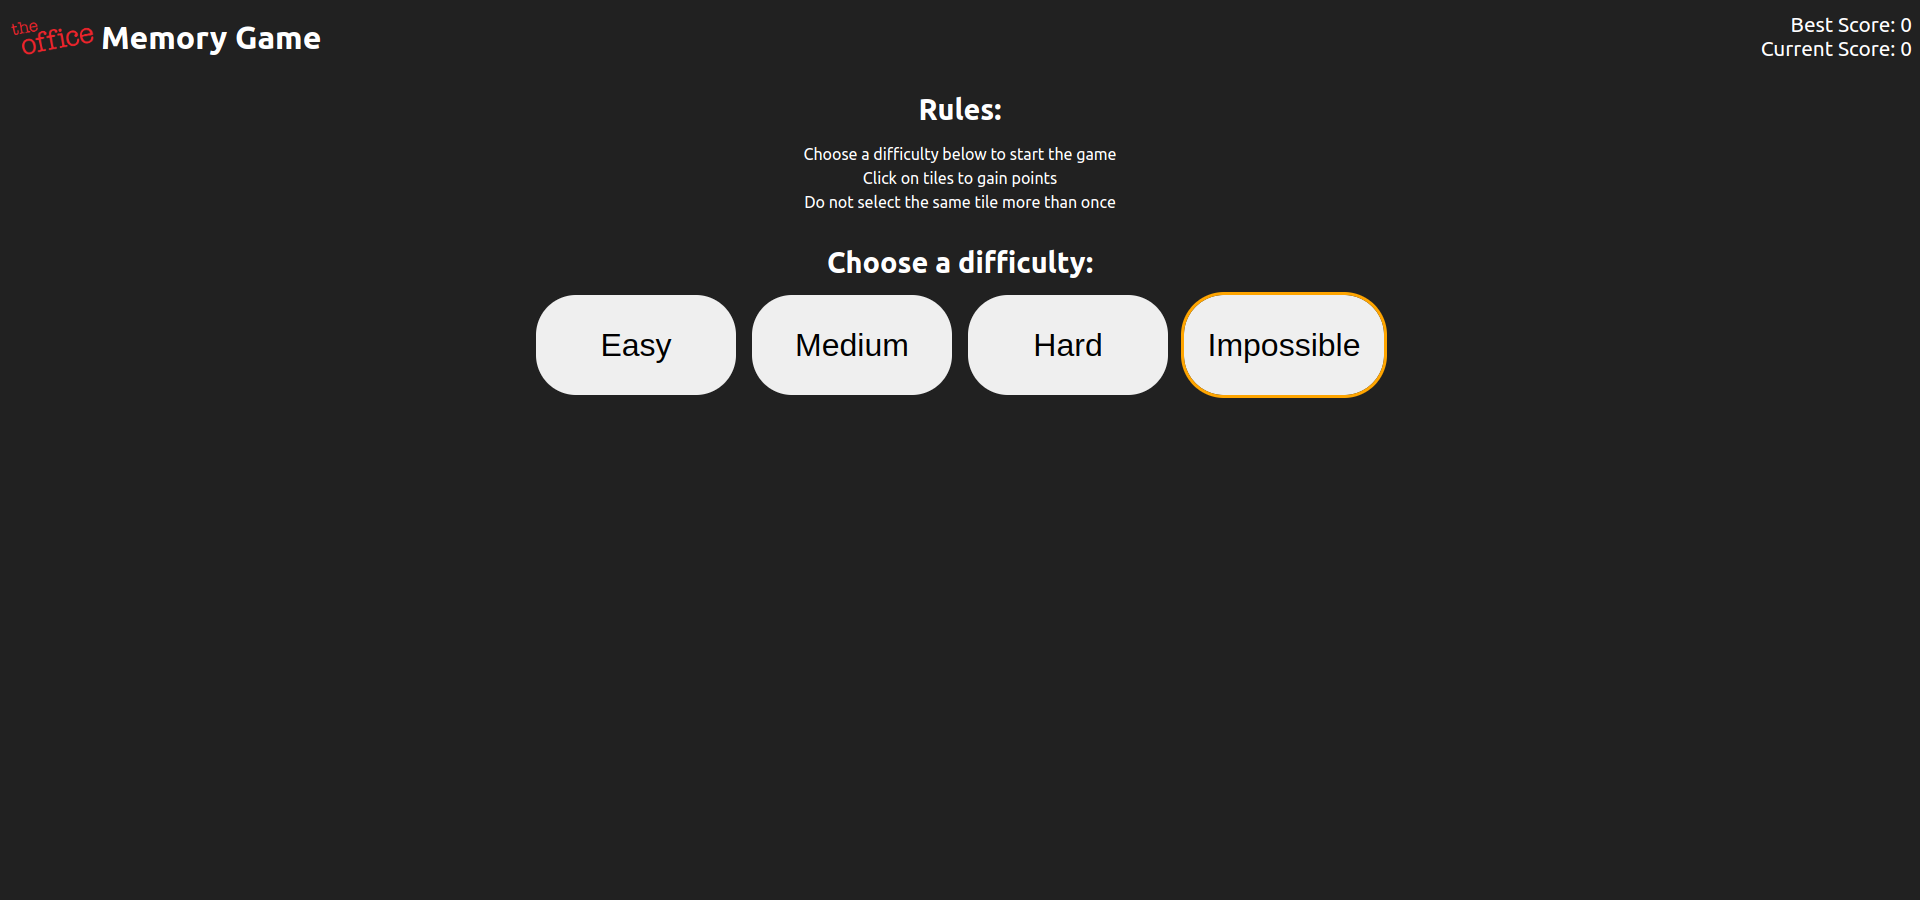 the
office
Memory Game
Best Score: 0
Current Score: 0
Rules:
Choose a difficulty below to start the game
Click on tiles to gain points
Do not select the same tile more than once
Choose a difficulty:
Easy
Medium
Hard
Impossible